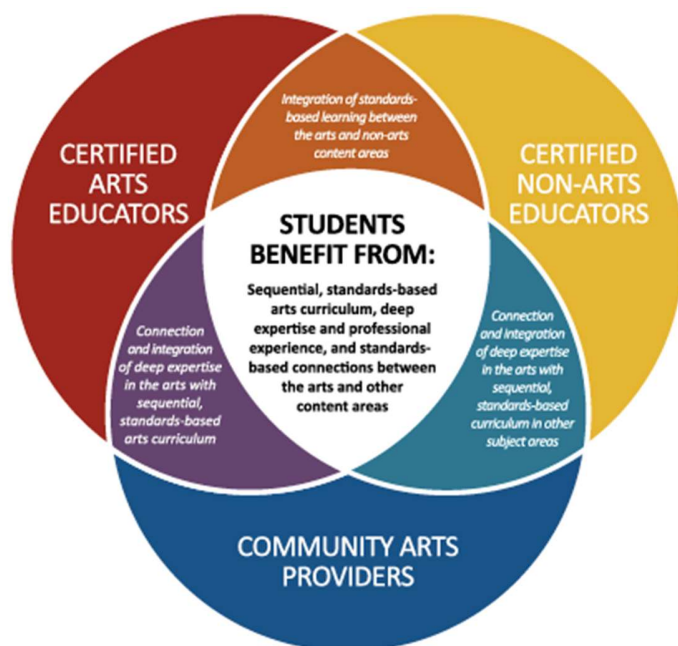 Integration of standards-
based learning between
the arts and non-arts
content areas
CERTIFIED
ARTS
EDUCATORS
CERTIFIED
NON-ARTS
EDUCATORS
STUDENTS
BENEFIT FROM:
Sequential, standards-based
arts curriculum, deep
expertise and professional
experience, and standards-
based connections between
the arts and other
content areas
Connection
and integration
of deep expertise
in the arts with
sequential,
standards-based
arts curriculum
Connection
and integration
of deep expertise
in the arts with
sequential,
standards-based
curriculum in other
subject areas
COMMUNITY ARTS
PROVIDERS